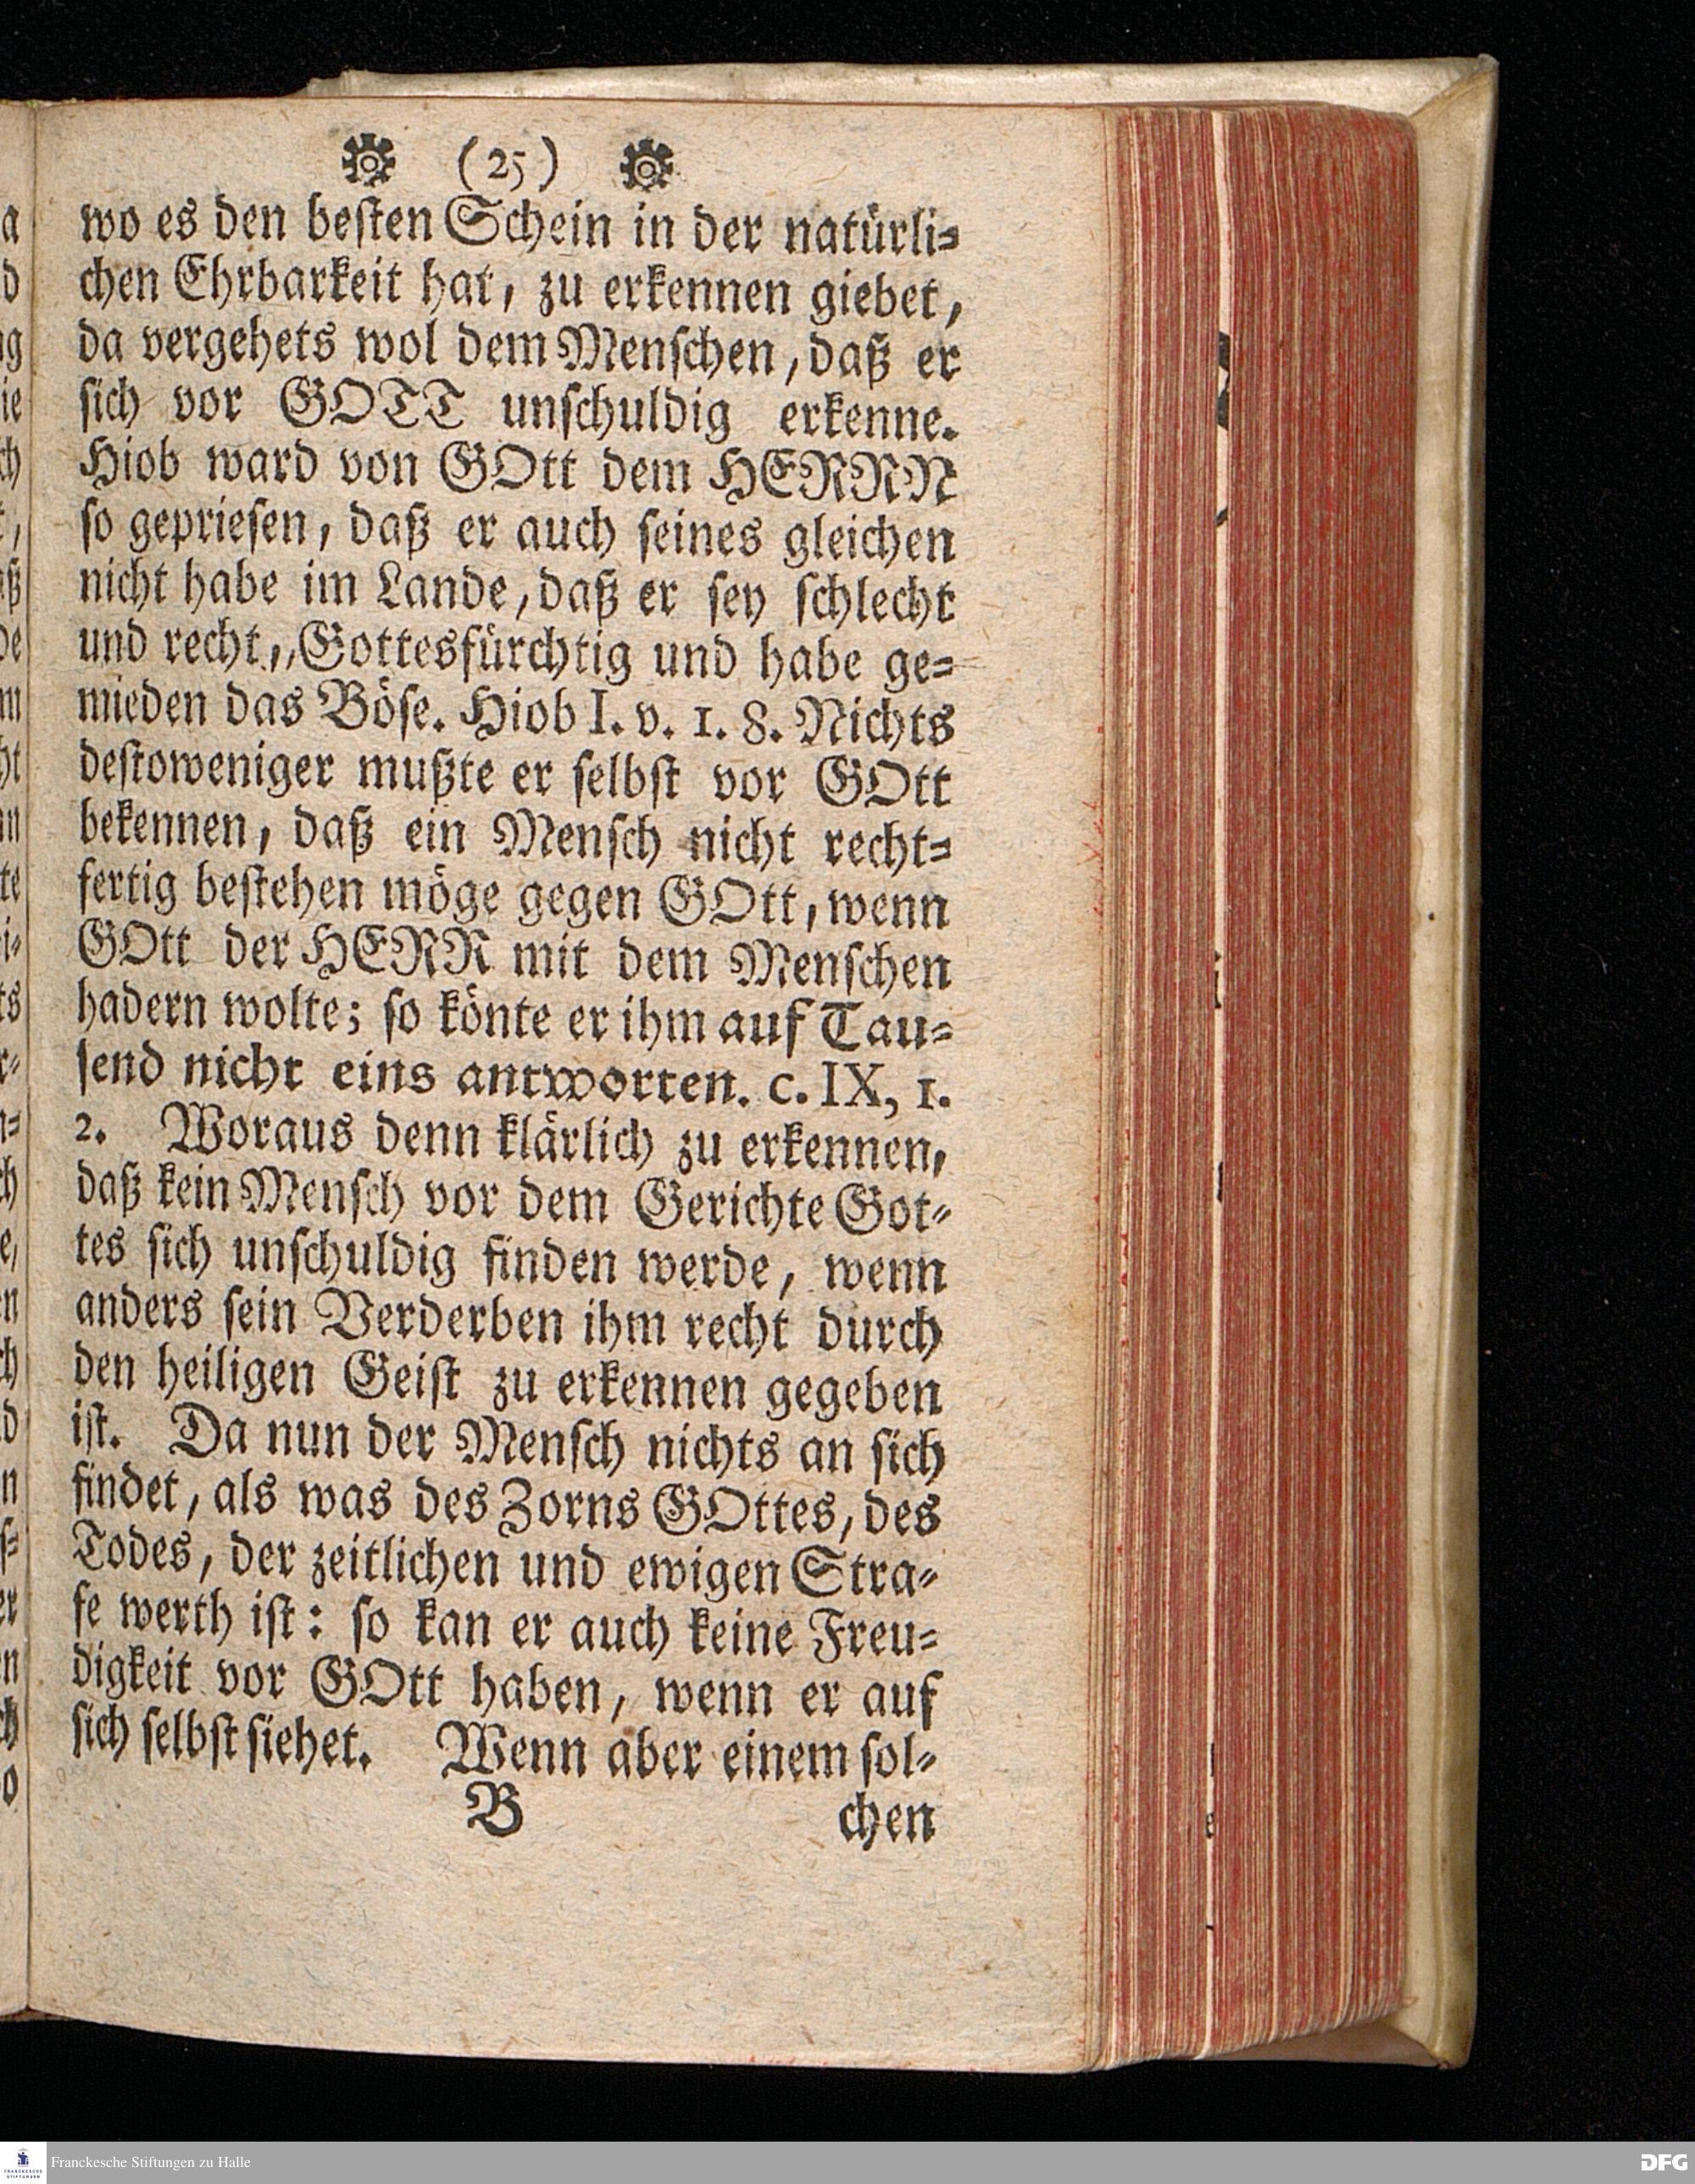 (25)
wo es den beſten Schein in der natürli⸗
chen Ehrbarkeit hat, zu erkennen giebet,
da vergehets wol dem Menſchen, daß er
ſich vor GOTT unſchuldig erkenne.
Hiob ward von GOtt dem HERRN
ſo geprieſen, daß er auch ſeines gleichen
nicht habe im Lande, daß er ſey ſchlecht
und recht,„Gottesfürchtig und habe ge⸗
mieden das Böſe. Hiob I. v. 1. 8. Nichts
deſtoweniger mußte er ſelbſt vor GOtt
bekennen, daß ein Menſch nicht recht⸗
fertig beſtehen möge gegen GOtt, wenn
GOtt der HERR mit dem Menſchen
hadern wolte; ſo könte er ihm auf Tau⸗
ſend nicht eins antworten. c. IX, 1.
2. Woraus denn klärlich zu erkennen,
daß kein Menſch vor dem Gerichte Got⸗
tes ſich unſchuldig finden werde, wenn
anders ſein Verderben ihm recht durch
den heiligen Geiſt zu erkennen gegeben
iſt. Da nun der Menſch nichts an ſich
findet, als was des Zorns GOttes, des
Todes, der zeitlichen und ewigen Stra⸗
fe werth iſt: ſo kan er auch keine Freu⸗
digkeit vor GOtt haben, wenn er auf
ſich ſelbſt ſiehet. Wenn aber einem ſol⸗
B chen
FRANCKESCHE STIFTUNGEN
Franckesche Stiftungen zu Halle
DFG